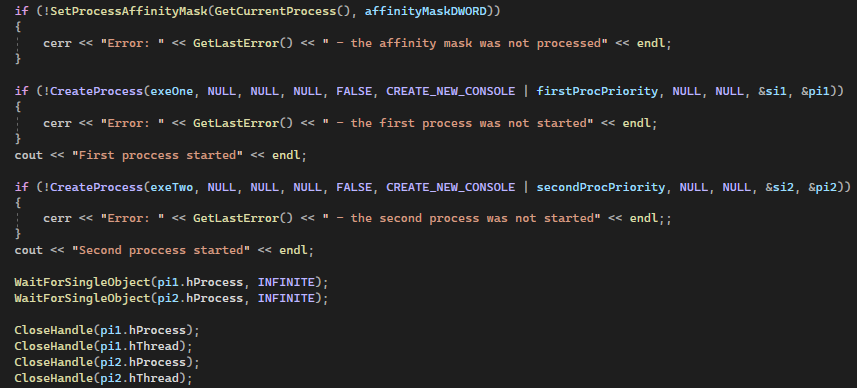 if (!SetProcessAffinityMask(GetCurrentProcess(), affinityMaskDWORD))
{
    cerr << "Error: " << GetLastError() << " - the affinity mask was not processed" << endl;
}

if (!CreateProcess(exeOne, NULL, NULL, NULL, FALSE, CREATE_NEW_CONSOLE | firstProcPriority, NULL, NULL, &si1, &pi1))
{
    cerr << "Error: " << GetLastError() << " - the first process was not started" << endl;
}
cout << "First proccess started" << endl;

if (!CreateProcess(exeTwo, NULL, NULL, NULL, FALSE, CREATE_NEW_CONSOLE | secondProcPriority, NULL, NULL, &si2, &pi2))
{
    cerr << "Error: " << GetLastError() << " - the second process was not started" << endl;;
}
cout << "Second proccess started" << endl;

WaitForSingleObject(pi1.hProcess, INFINITE);
WaitForSingleObject(pi2.hProcess, INFINITE);

CloseHandle(pi1.hProcess);
CloseHandle(pi1.hThread);
CloseHandle(pi2.hProcess);
CloseHandle(pi2.hThread);